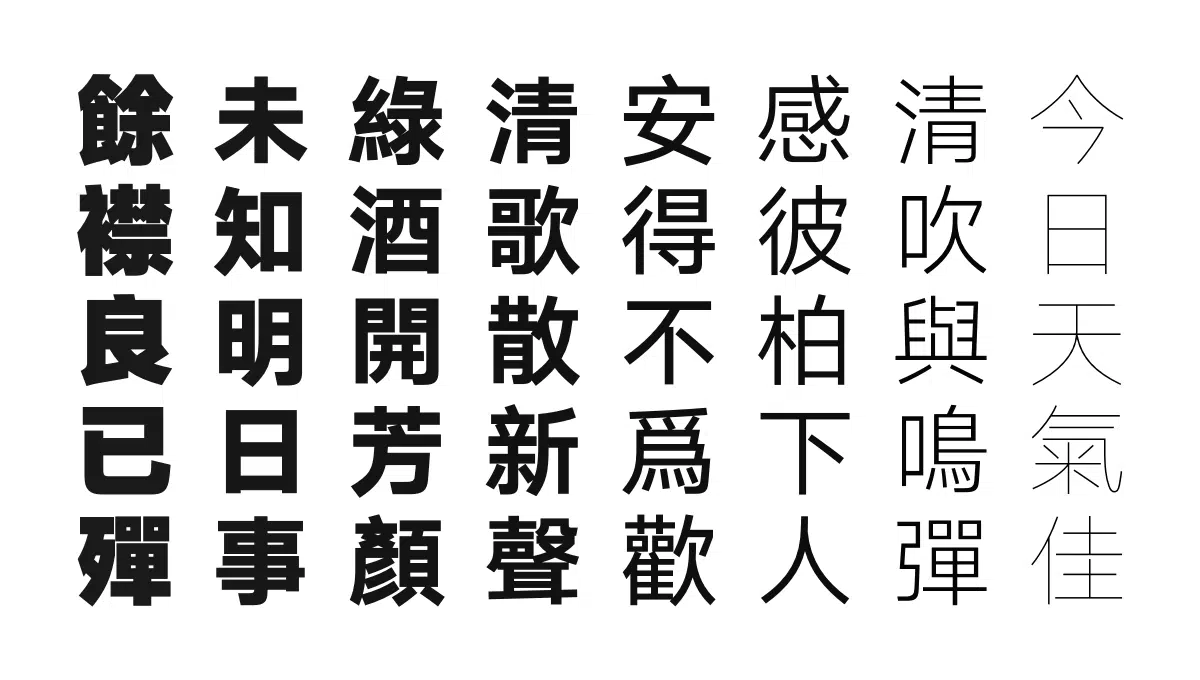 今日天氣佳
清吹與鳴彈
感彼柏下人
安得不爲歡
清歌散新聲
綠酒開芳顏
未知明日事
餘襟良已殫